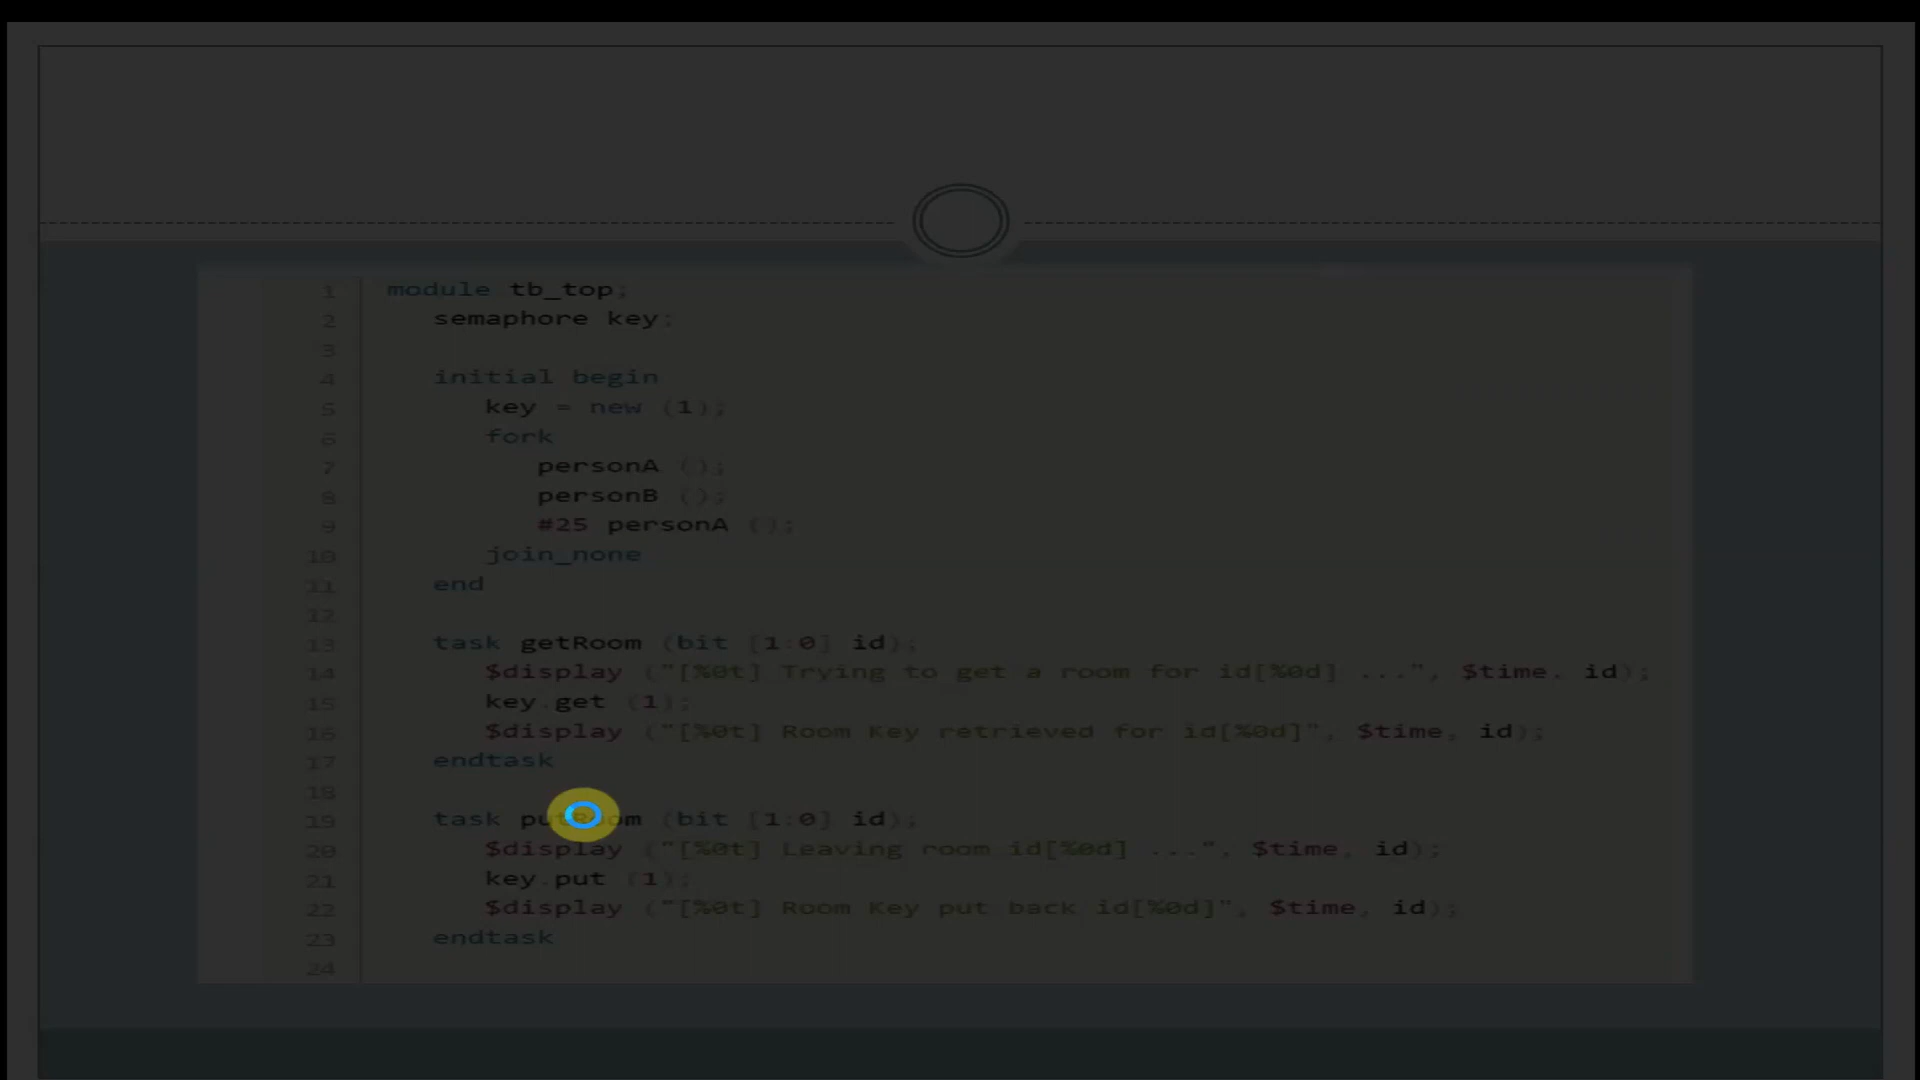 1 module tb_top;
2 semaphore key;
3
4 initial begin
5 key = new (1);
6 fork
7 personA ();
8 personB ();
9 #25 personA ();
10 join_none
11 end
12
13 task getRoom (bit [1:0] id);
14 $display ("[%0t] Trying to get a room for id[%0d] ...", $time, id);
15 key.get (1);
16 $display ("[%0t] Room Key retrieved for id[%0d]", $time, id);
17 endtask
18
19 task putRoom (bit [1:0] id);
20 $display ("[%0t] Leaving room id[%0d] ...", $time, id);
21 key.put (1);
22 $display ("[%0t] Room Key put back id[%0d]", $time, id);
23 endtask
24